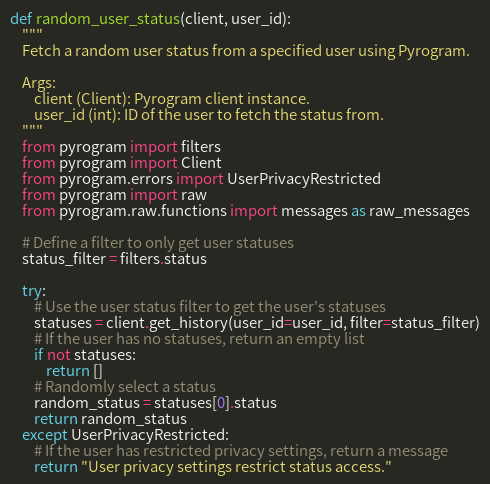 def random_user_status(client, user_id):
    """
    Fetch a random user status from a specified user using Pyrogram.

    Args:
        client (Client): Pyrogram client instance.
        user_id (int): ID of the user to fetch the status from.
    """
    from pyrogram import filters
    from pyrogram import Client
    from pyrogram.errors import UserPrivacyRestricted
    from pyrogram import raw
    from pyrogram.raw.functions import messages as raw_messages

    # Define a filter to only get user statuses
    status_filter = filters.status

    try:
        # Use the user status filter to get the user's statuses
        statuses = client.get_history(user_id=user_id, filter=status_filter)
        # If the user has no statuses, return an empty list
        if not statuses:
            return []
        # Randomly select a status
        random_status = statuses[0].status
        return random_status
    except UserPrivacyRestricted:
        # If the user has restricted privacy settings, return a message
        return "User privacy settings restrict status access."